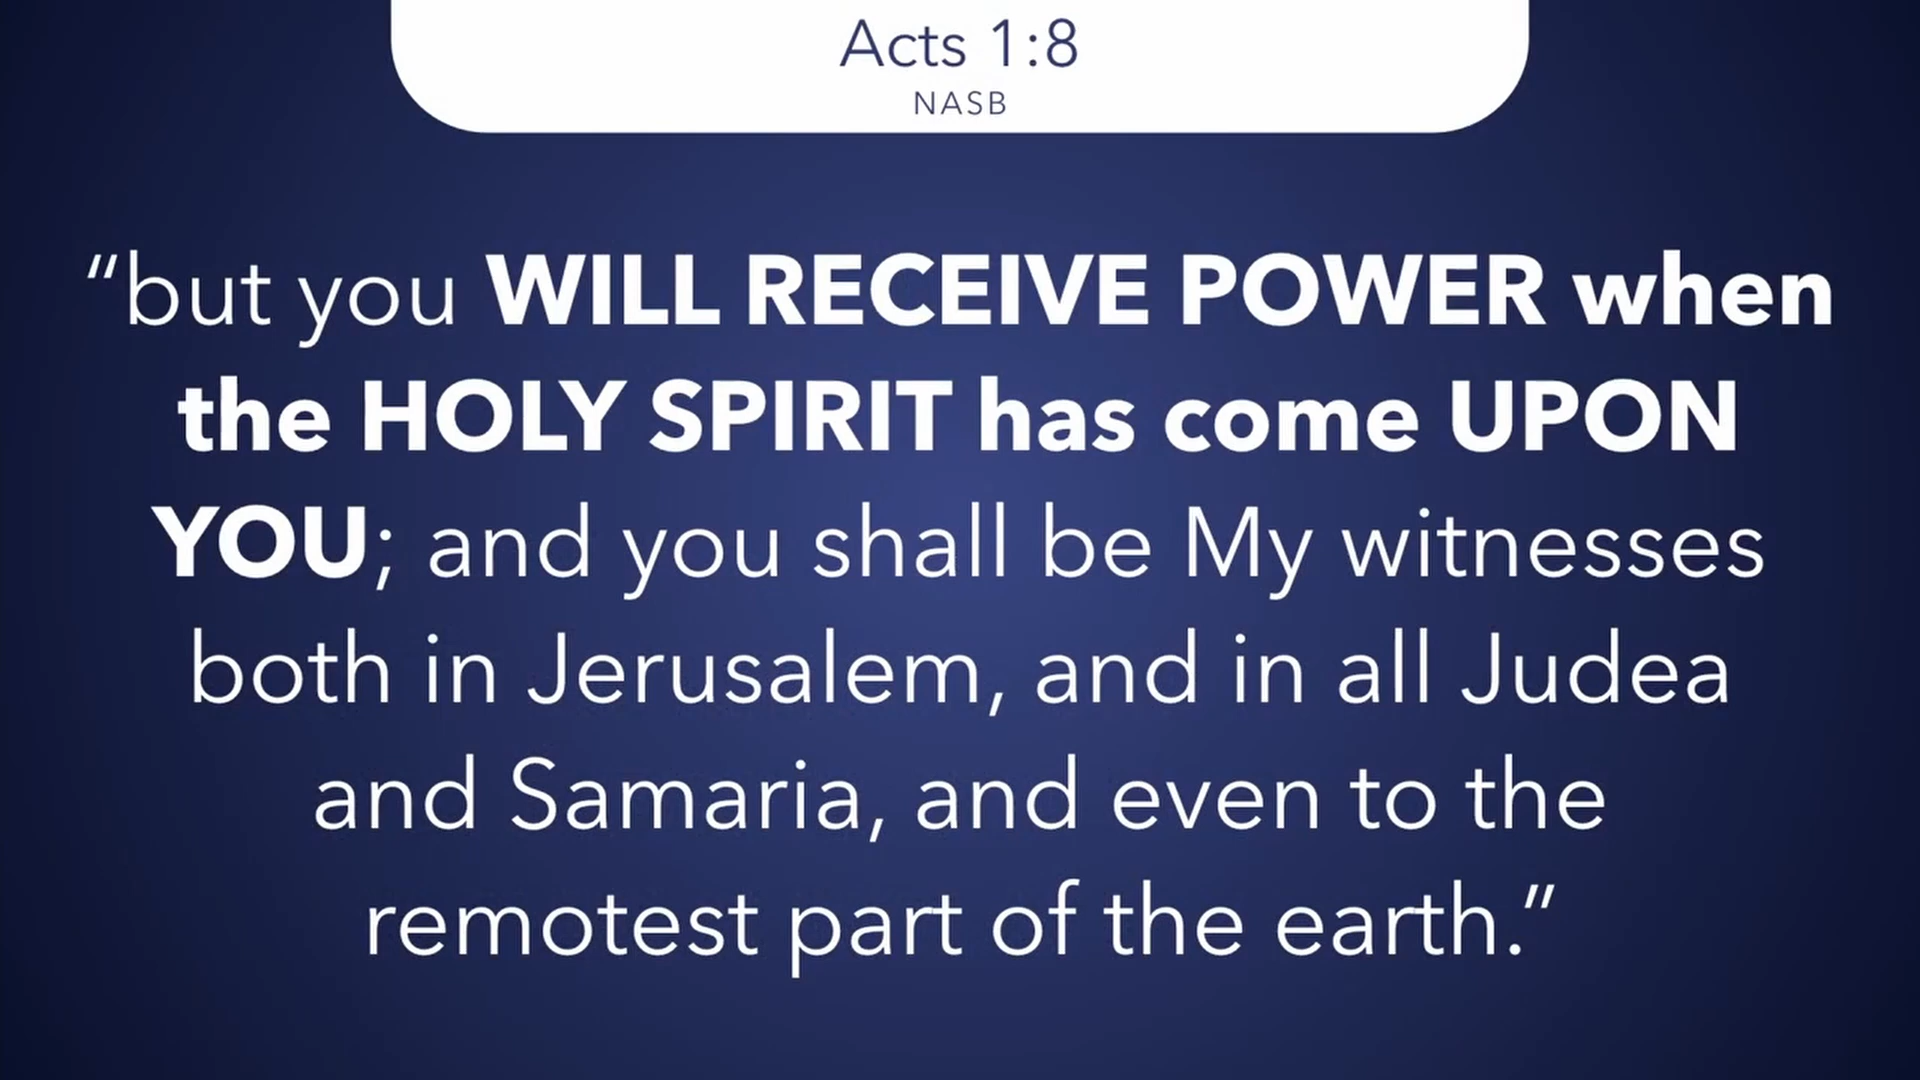 Acts 1:8
NASB
“but you WILL RECEIVE POWER when
the HOLY SPIRIT has come UPON
YOU; and you shall be My witnesses
both in Jerusalem, and in all Judea
and Samaria, and even to the
remotest part of the earth.”